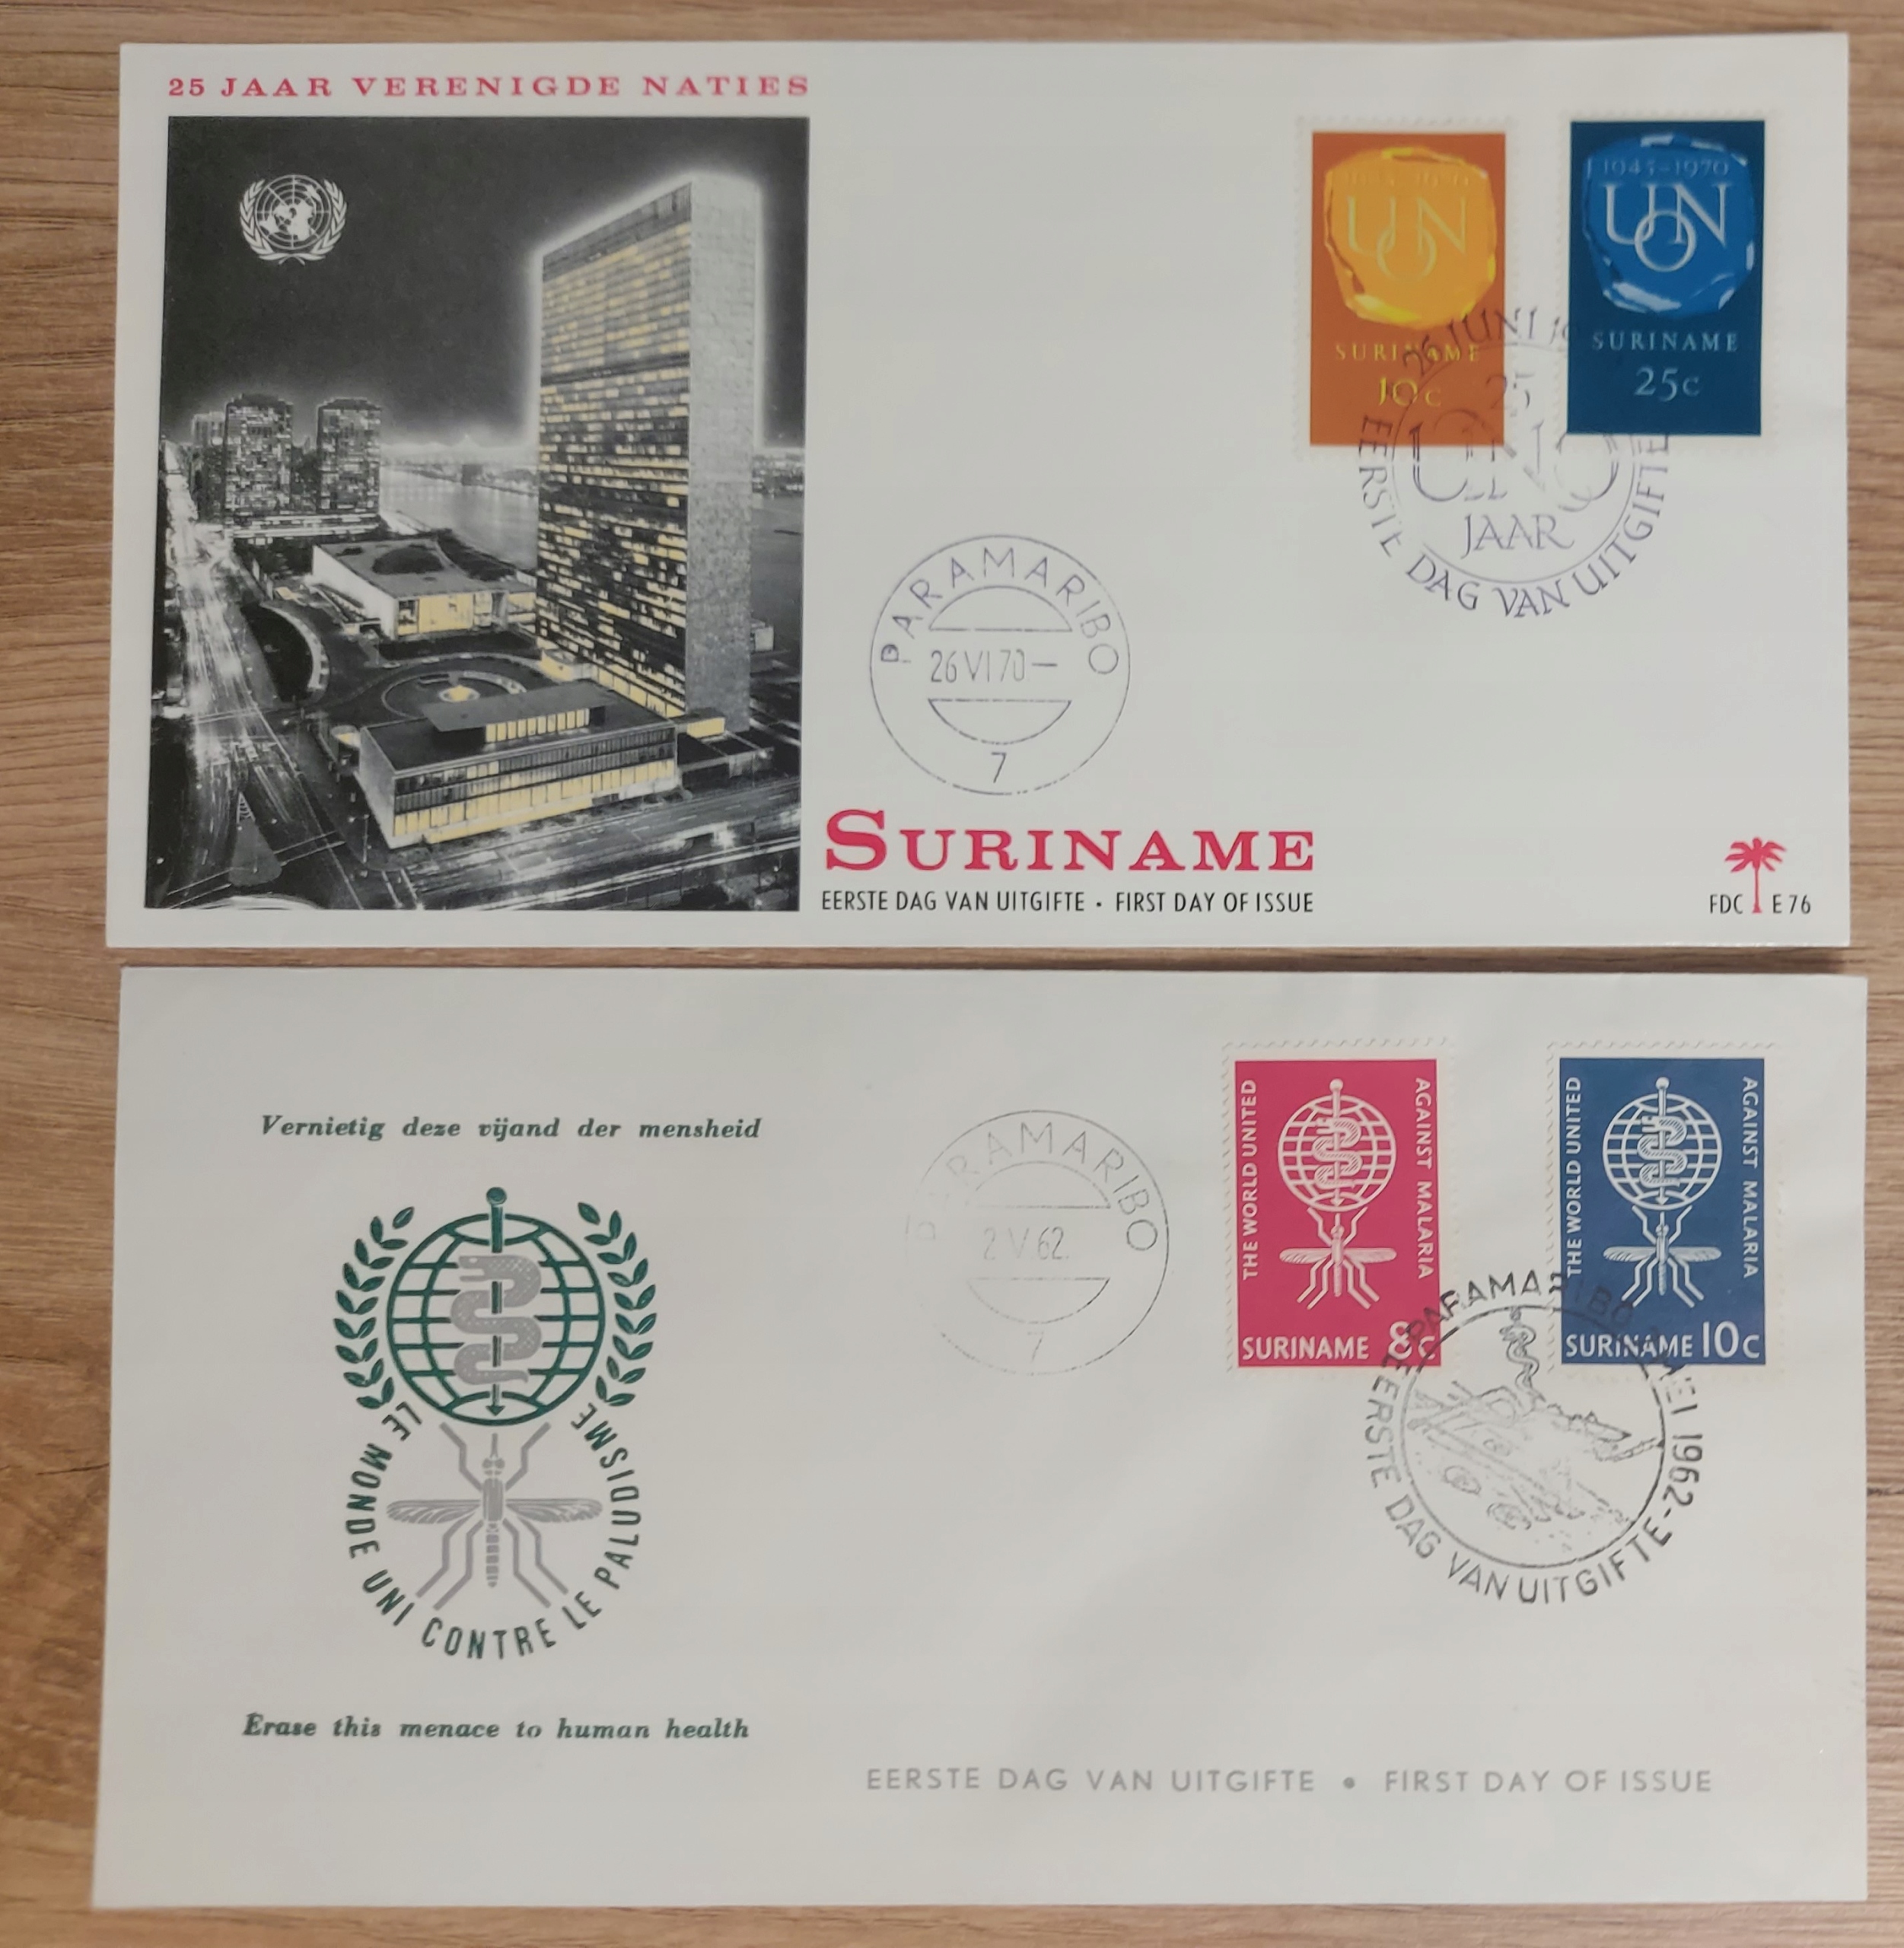 25 JAAR VERENIGDE NATIES
UNO
SURINAME
10c
1945-1970
UNO
SURINAME
25c
26 JUNI
25
UNO
JAAR
EERSTE DAG VAN UITGIFTE
PARAMARIBO
26 VI 70—
7
SURINAME
EERSTE DAG VAN UITGIFTE • FIRST DAY OF ISSUE
FDC E 76
Vernietig deze vijand der mensheid
LE MONDE UNI CONTRE LE PALUDISME
Erase this menace to human health
PARAMARIBO
2 V 62
7
THE WORLD UNITED
AGAINST MALARIA
SURINAME 8c
THE WORLD UNITED
AGAINST MALARIA
SURINAME 10c
PARAMARIBO MEI 1962-
EERSTE DAG VAN UITGIFTE-
EERSTE DAG VAN UITGIFTE • FIRST DAY OF ISSUE